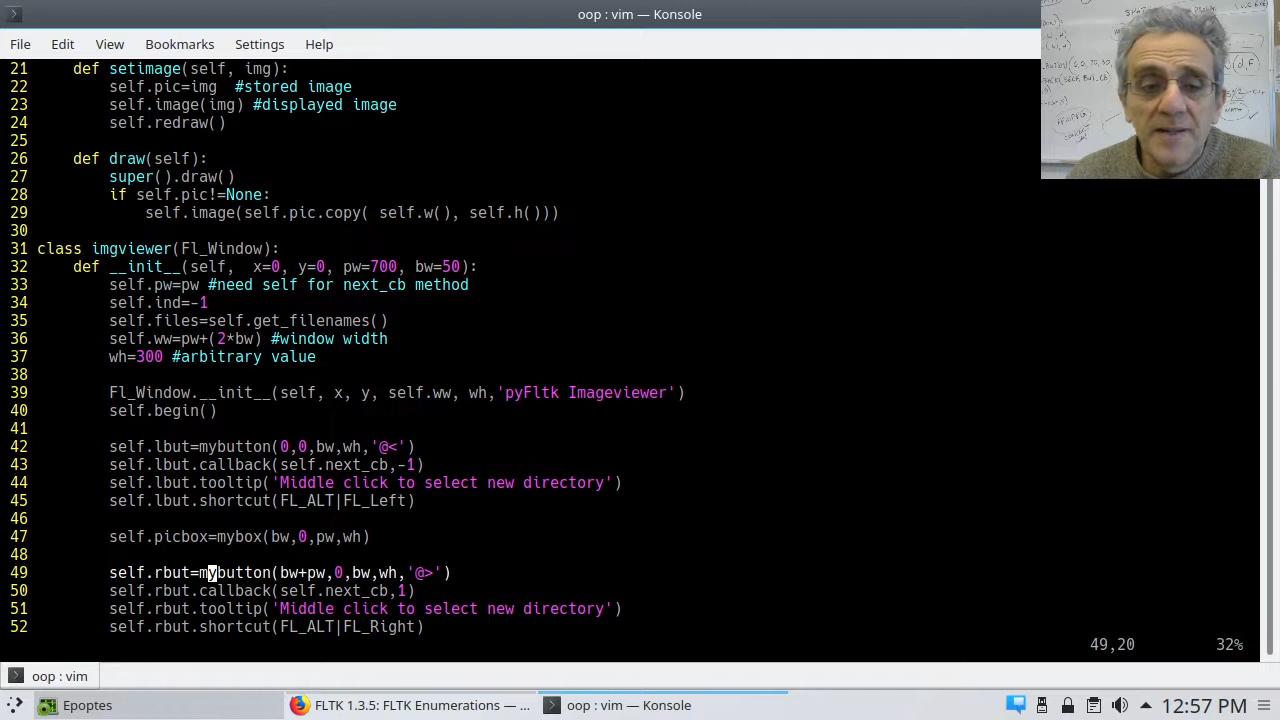 oop : vim — Konsole
File Edit View Bookmarks Settings Help
21 def setimage(self, img):
22 self.pic=img #stored image
23 self.image(img) #displayed image
24 self.redraw()
25
26 def draw(self):
27 super().draw()
28 if self.pic!=None:
29 self.image(self.pic.copy( self.w(), self.h()))
30
31 class imgviewer(Fl_Window):
32 def __init__(self, x=0, y=0, pw=700, bw=50):
33 self.pw=pw #need self for next_cb method
34 self.ind=-1
35 self.files=self.get_filenames()
36 self.ww=pw+(2*bw) #window width
37 wh=300 #arbitrary value
38
39 Fl_Window.__init__(self, x, y, self.ww, wh,'pyFltk Imageviewer')
40 self.begin()
41
42 self.lbut=mybutton(0,0,bw,wh,'@<')
43 self.lbut.callback(self.next_cb,-1)
44 self.lbut.tooltip('Middle click to select new directory')
45 self.lbut.shortcut(FL_ALT|FL_Left)
46
47 self.picbox=mybox(bw,0,pw,wh)
48
49 self.rbut=mybutton(bw+pw,0,bw,wh,'@>')
50 self.rbut.callback(self.next_cb,1)
51 self.rbut.tooltip('Middle click to select new directory')
52 self.rbut.shortcut(FL_ALT|FL_Right)
49,20 32%
oop : vim
Epoptes FLTK 1.3.5: FLTK Enumerations — ... oop : vim — Konsole 12:57 PM